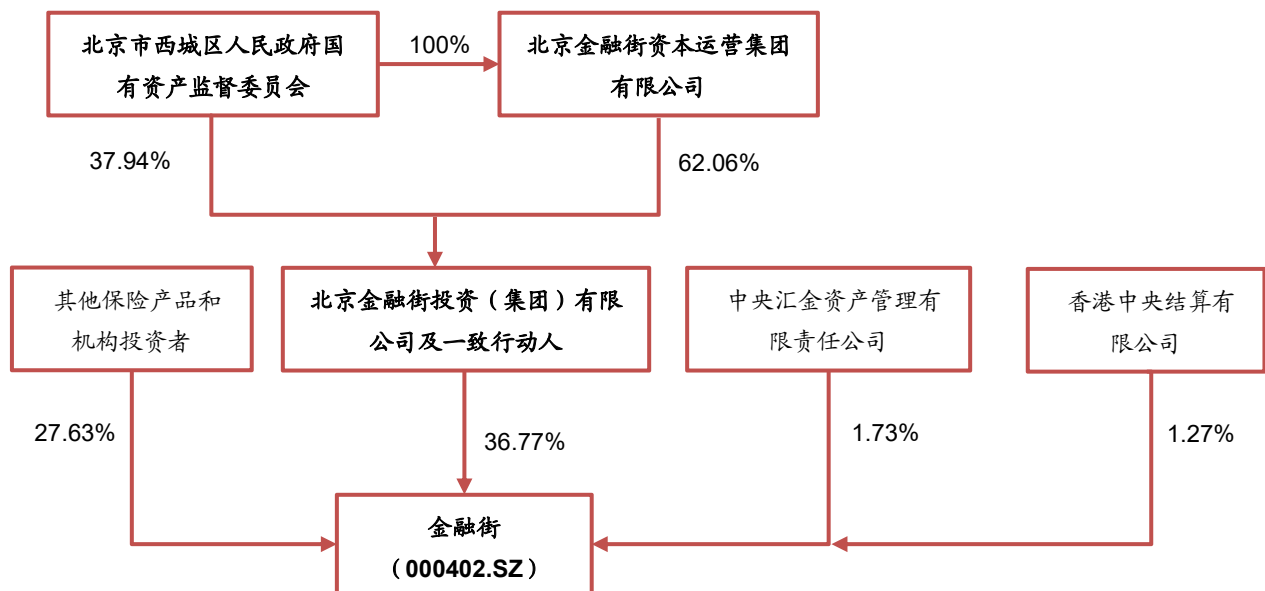 北京市西城区人民政府国
有资产监督委员会
100%
北京金融街资本运营集团
有限公司
37.94%
62.06%
其他保险产品和
机构投资者
北京金融街投资（集团）有限
公司及一致行动人
中央汇金资产管理有
限责任公司
香港中央结算有
限公司
27.63%
36.77%
1.73%
1.27%
金融街
（000402.SZ）